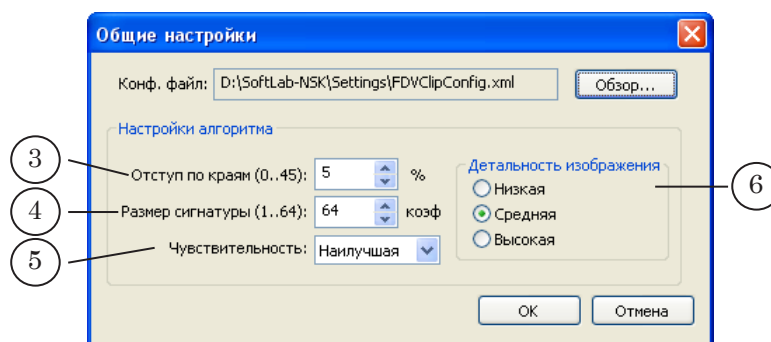 Общие настройки
Конф. файл: D:\SoftLab-NSK\Settings\FDVClipConfig.xml Обзор...
Настройки алгоритма
3 Отступ по краям (0..45): 5 %
4 Размер сигнатуры (1..64): 64 коэф
5 Чувствительность: Наилучшая
Детальность изображения
Низкая
Средняя
Высокая
6
ОК Отмена